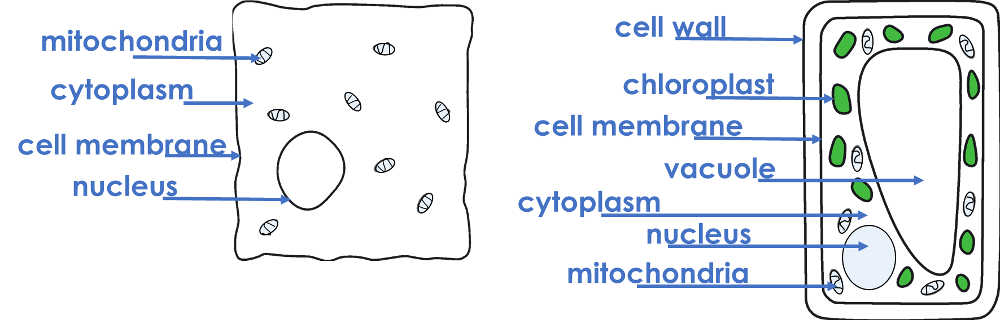 mitochondria
cytoplasm
cell membrane
nucleus
cell wall
chloroplast
cell membrane
vacuole
cytoplasm
nucleus
mitochondria